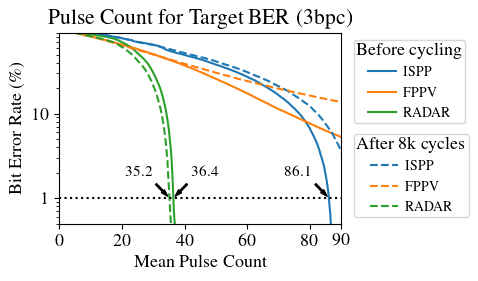 Pulse Count for Target BER (3bpc)
Bit Error Rate (%)
10
1
35.2
36.4
86.1
0
20
40
60
80
90
Mean Pulse Count
Before cycling
ISPP
FPPV
RADAR
After 8k cycles
ISPP
FPPV
RADAR